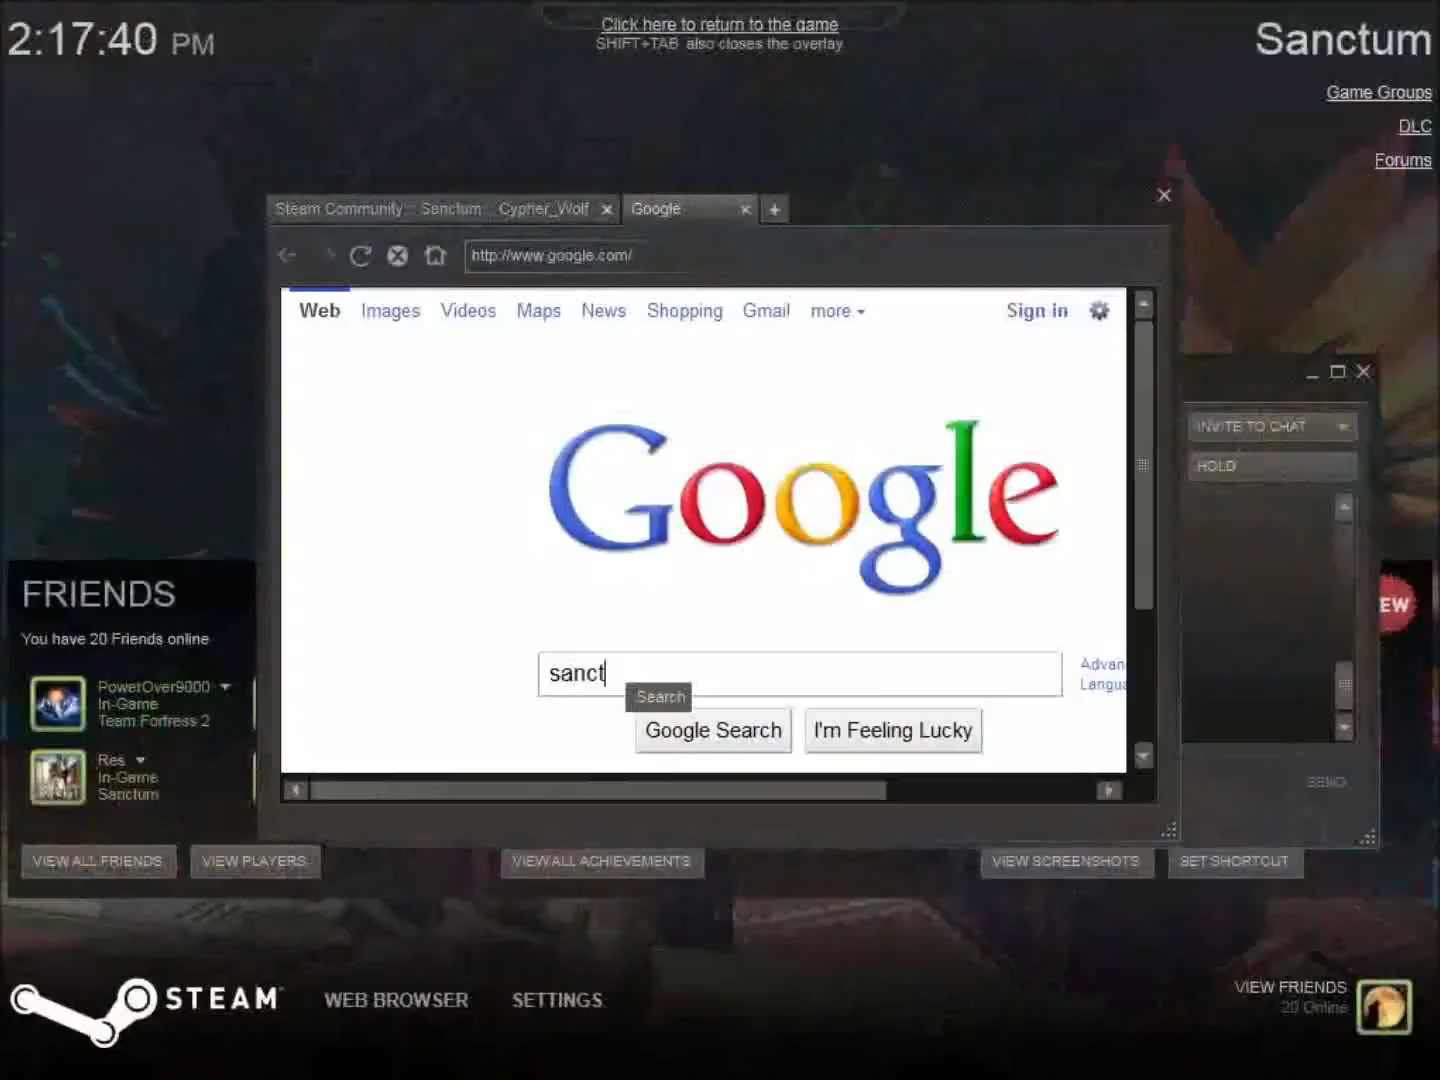 2:17:40 PM
Click here to return to the game
SHIFT+TAB also closes the overlay
Sanctum
Game Groups
DLC
Forums
Steam Community:: Sanctum:: Cypher_Wolf
Google
http://www.google.com/
Web Images Videos Maps News Shopping Gmail more
Sign in
Google
sanct
Search
Advan
Langua
Google Search
I'm Feeling Lucky
INVITE TO CHAT
HOLD
SEND
EW
FRIENDS
You have 20 Friends online
PowerOver9000
In-Game
Team Fortress 2
Res
In-Game
Sanctum
VIEW ALL FRIENDS
VIEW PLAYERS
VIEW ALL ACHIEVEMENTS
VIEW SCREENSHOTS
SET SHORTCUT
STEAM
WEB BROWSER
SETTINGS
VIEW FRIENDS
20 Online